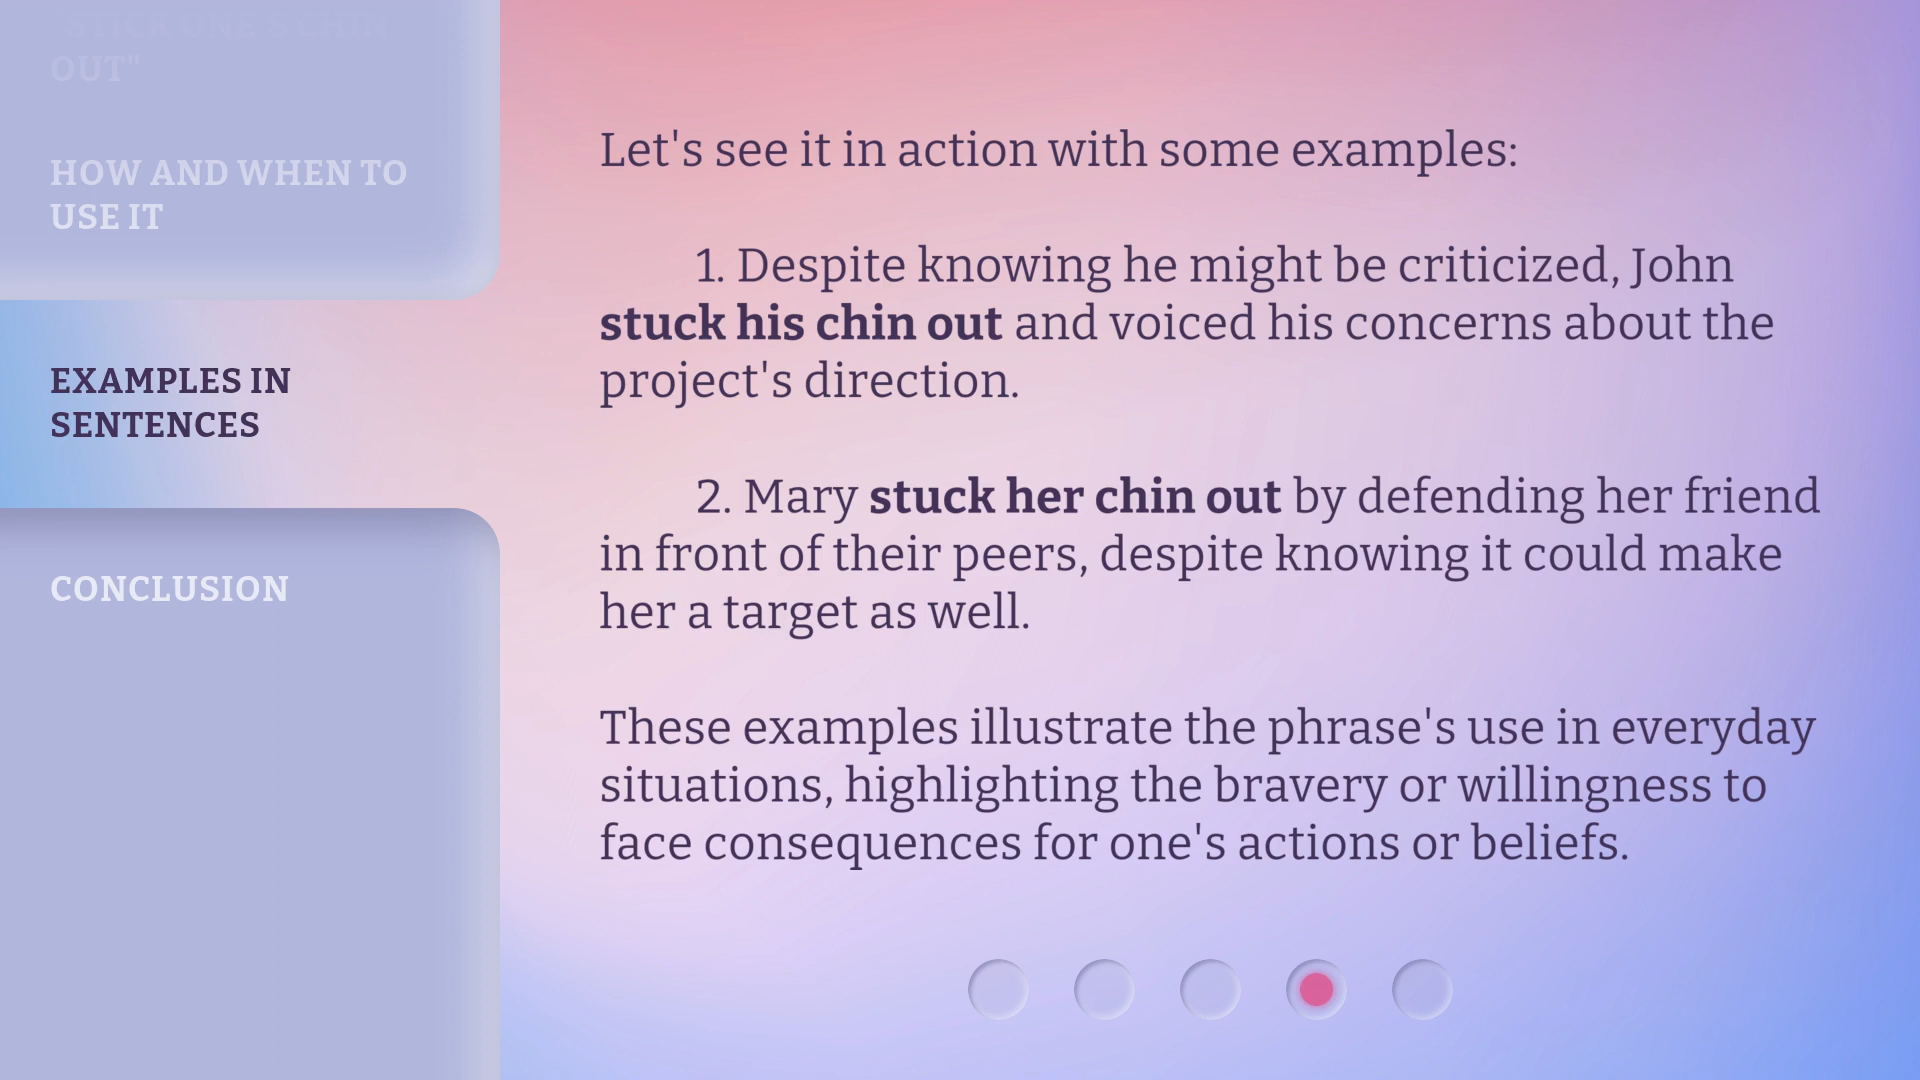 "STICK ONE'S CHIN
OUT"
HOW AND WHEN TO
USE IT
EXAMPLES IN
SENTENCES
CONCLUSION
Let's see it in action with some examples:
1. Despite knowing he might be criticized, John
stuck his chin out and voiced his concerns about the
project's direction.
2. Mary stuck her chin out by defending her friend
in front of their peers, despite knowing it could make
her a target as well.
These examples illustrate the phrase's use in everyday
situations, highlighting the bravery or willingness to
face consequences for one's actions or beliefs.